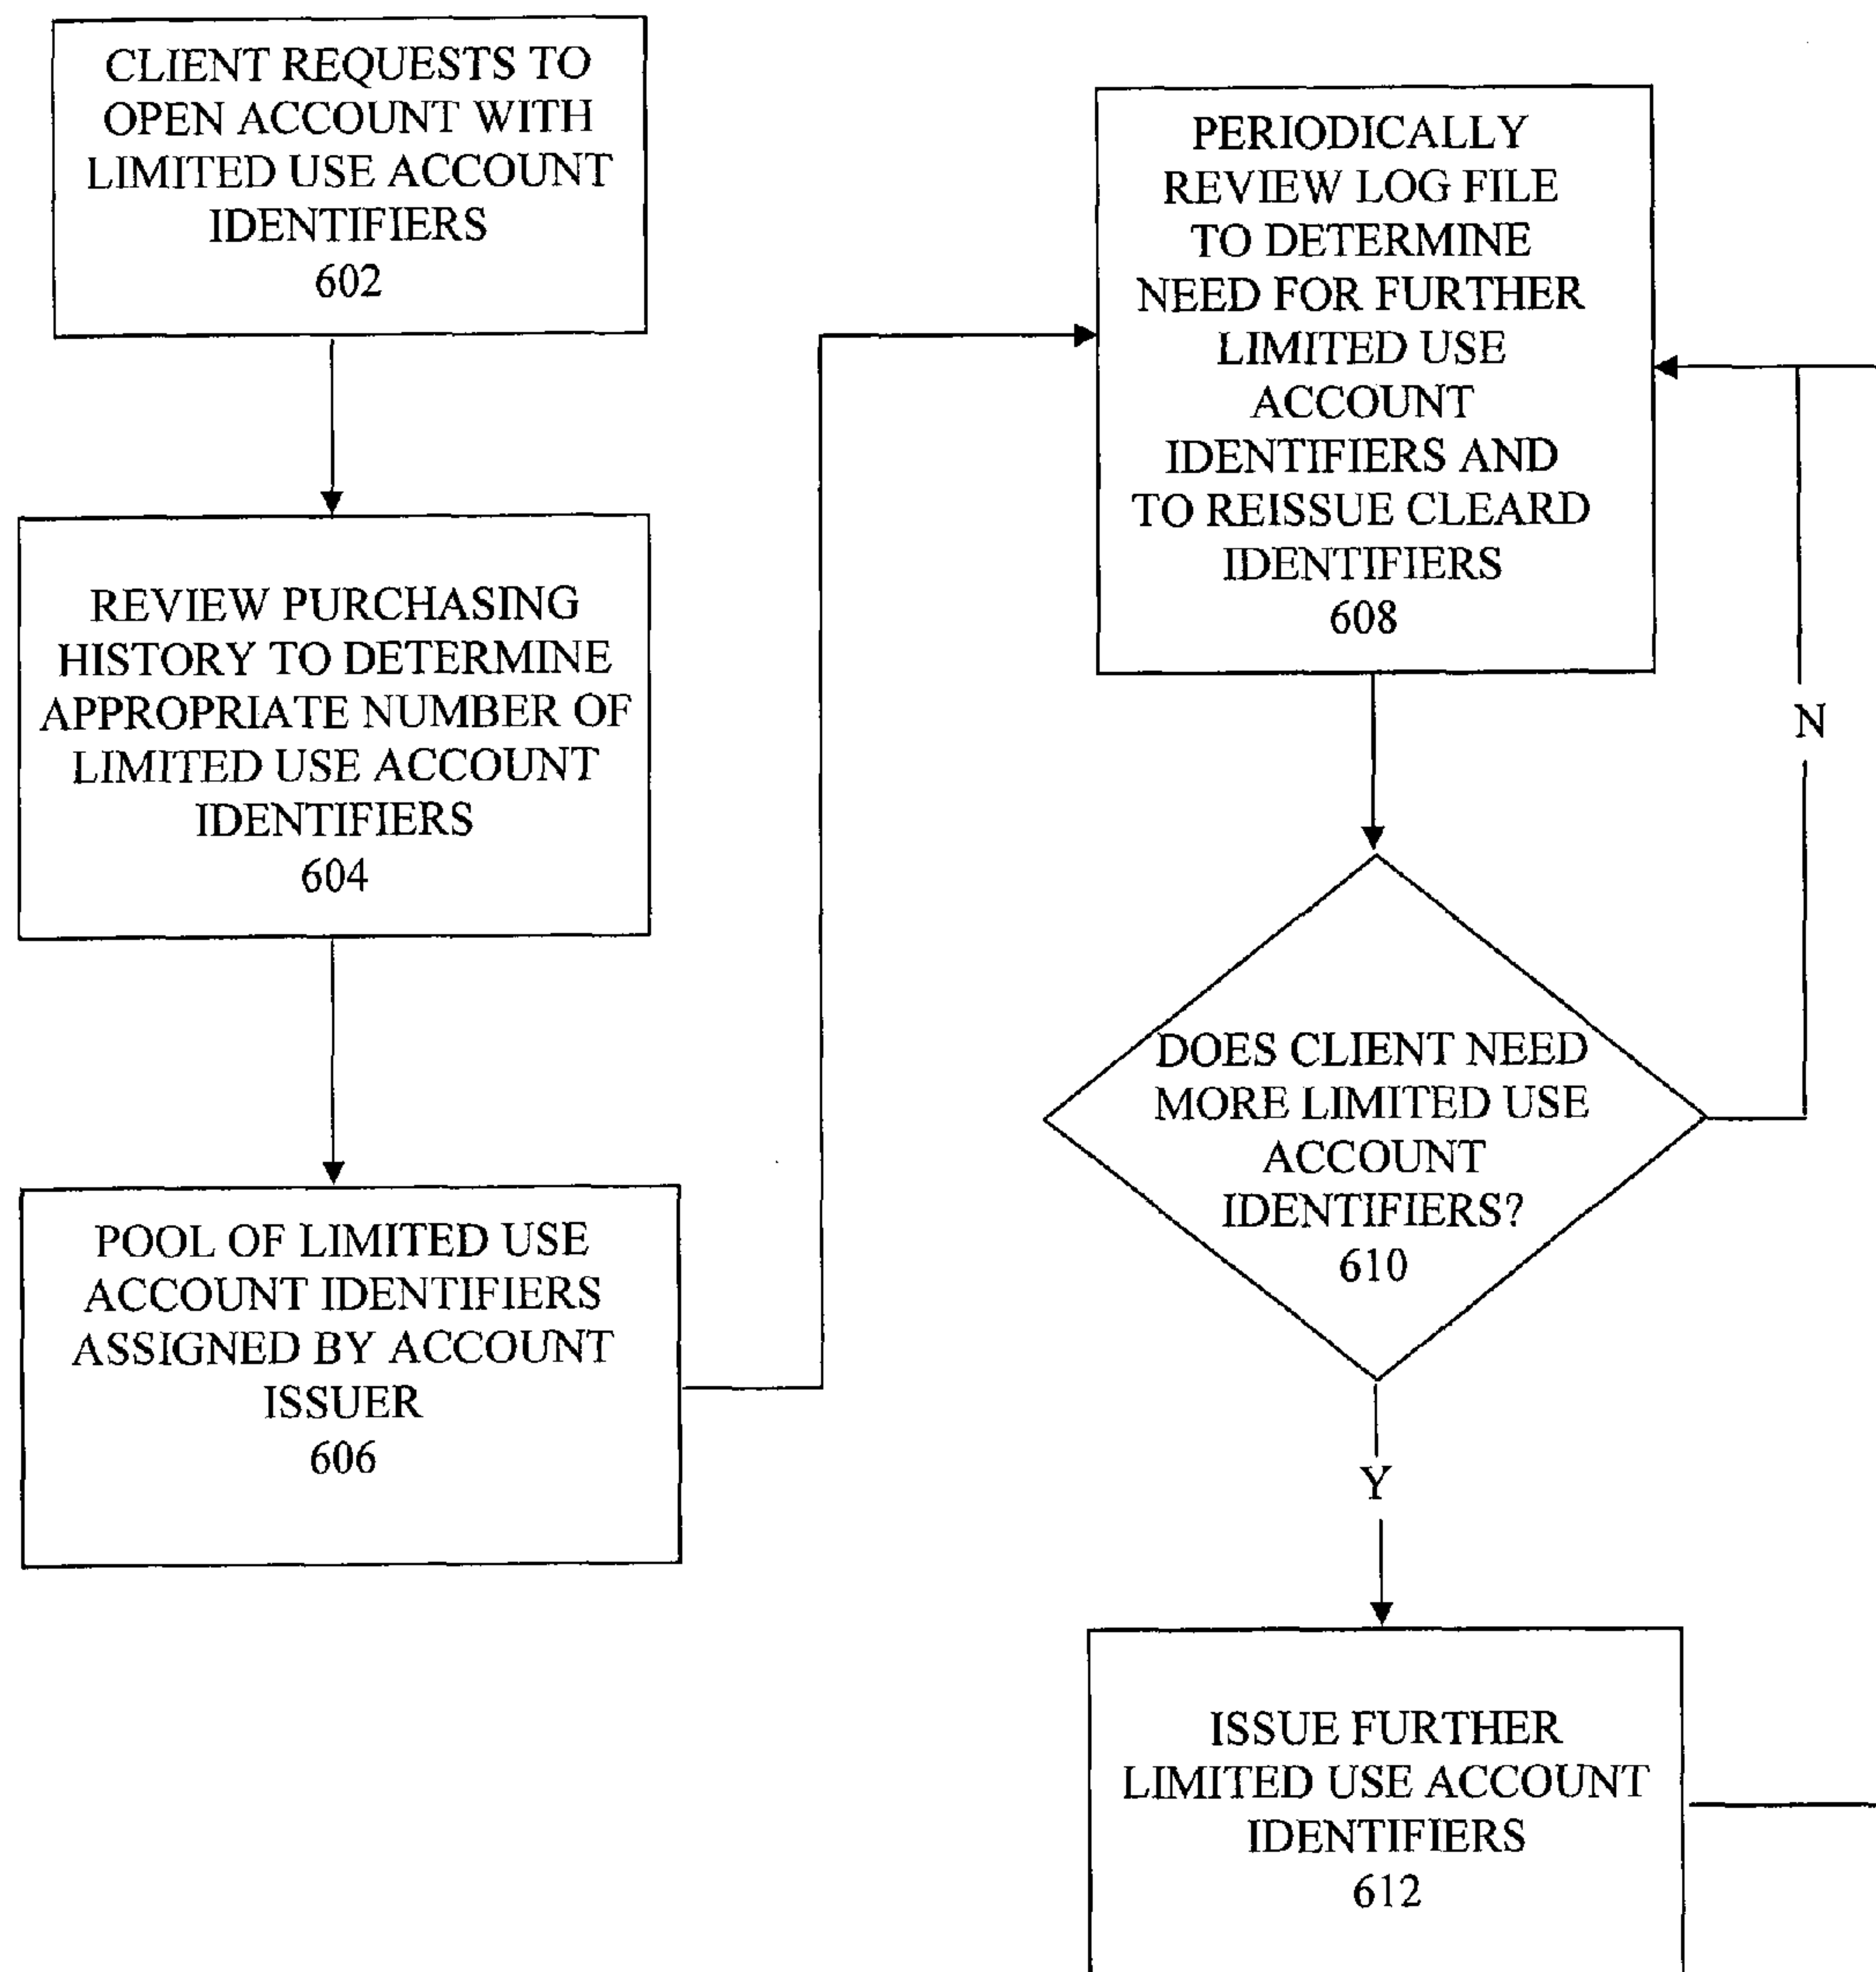 CLIENT REQUESTS TO
OPEN ACCOUNT WITH
LIMITED USE ACCOUNT
IDENTIFIERS
602
REVIEW PURCHASING
HISTORY TO DETERMINE
APPROPRIATE NUMBER OF
LIMITED USE ACCOUNT
IDENTIFIERS
604
POOL OF LIMITED USE
ACCOUNT IDENTIFIERS
ASSIGNED BY ACCOUNT
ISSUER
606
PERIODICALLY
REVIEW LOG FILE
TO DETERMINE
NEED FOR FURTHER
LIMITED USE
ACCOUNT
IDENTIFIERS AND
TO REISSUE CLEARD
IDENTIFIERS
608
N
DOES CLIENT NEED
MORE LIMITED USE
ACCOUNT
IDENTIFIERS?
610
Y
ISSUE FURTHER
LIMITED USE ACCOUNT
IDENTIFIERS
612